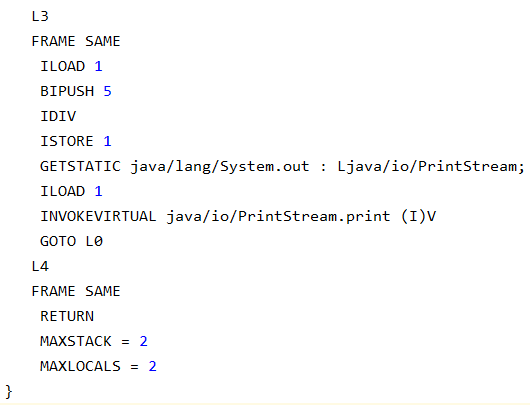 L3
FRAME SAME
ILOAD 1
BIPUSH 5
IDIV
ISTORE 1
GETSTATIC java/lang/System.out : Ljava/io/PrintStream;
ILOAD 1
INVOKEVIRTUAL java/io/PrintStream.print (I)V
GOTO L0
L4
FRAME SAME
RETURN
MAXSTACK = 2
MAXLOCALS = 2
}